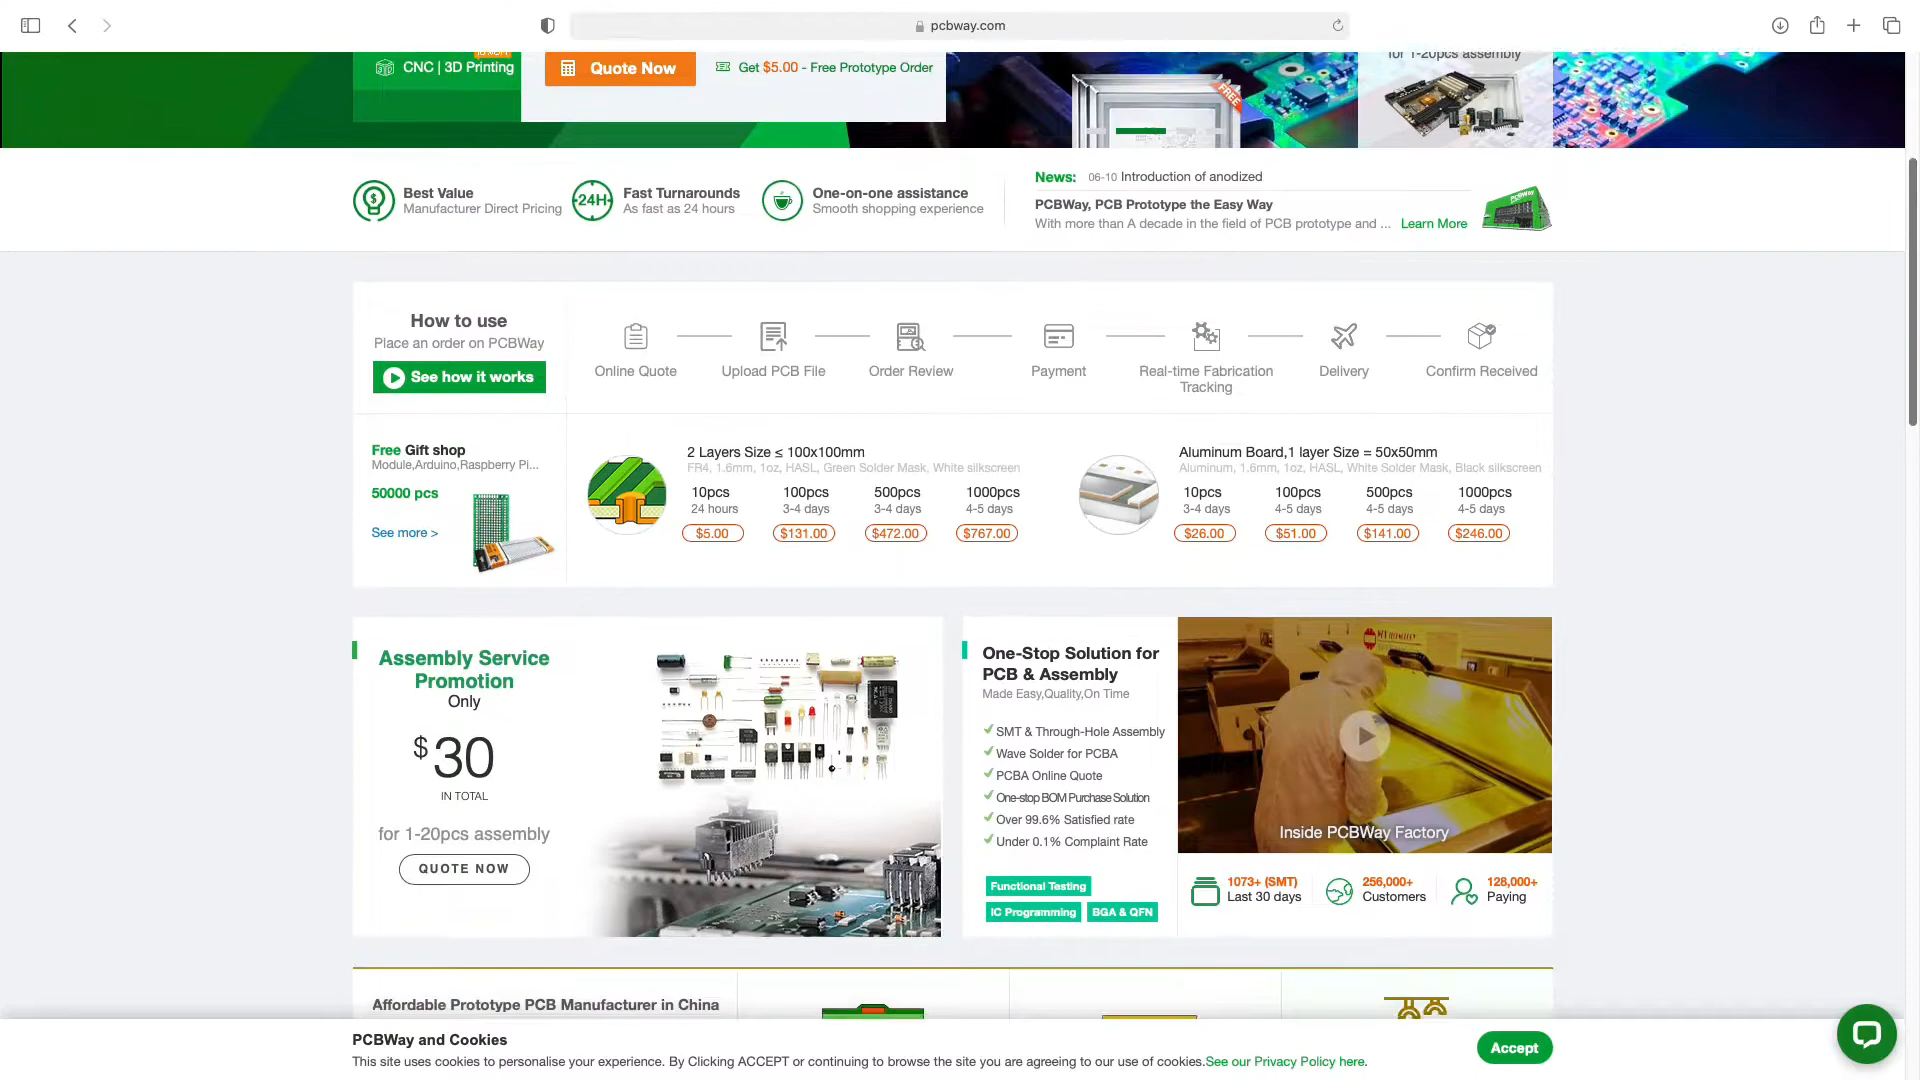 pcbway.com
CNC | 3D Printing
Quote Now
Get $5.00 - Free Prototype Order
FREE
for 1-20pcs assembly
Best Value
Manufacturer Direct Pricing
24H
Fast Turnarounds
As fast as 24 hours
One-on-one assistance
Smooth shopping experience
News: 06-10 Introduction of anodized
PCBWay, PCB Prototype the Easy Way
With more than A decade in the field of PCB prototype and ... Learn More
How to use
Place an order on PCBWay
See how it works
Online Quote
Upload PCB File
Order Review
Payment
Real-time Fabrication
Tracking
Delivery
Confirm Received
Free Gift shop
Module,Arduino,Raspberry Pi...
50000 pcs
See more >
2 Layers Size ≤ 100x100mm
FR4, 1.6mm, 1oz, HASL, Green Solder Mask, White silkscreen
10pcs 100pcs 500pcs 1000pcs
24 hours 3-4 days 3-4 days 4-5 days
$5.00 $131.00 $472.00 $767.00
Aluminum Board,1 layer Size = 50x50mm
Aluminum, 1.6mm, 1oz, HASL, White Solder Mask, Black silkscreen
10pcs 100pcs 500pcs 1000pcs
3-4 days 4-5 days 4-5 days 4-5 days
$26.00 $51.00 $141.00 $246.00
Assembly Service
Promotion
Only
$30
IN TOTAL
for 1-20pcs assembly
QUOTE NOW
One-Stop Solution for
PCB & Assembly
Made Easy,Quality,On Time
SMT & Through-Hole Assembly
Wave Solder for PCBA
PCBA Online Quote
One-stop BOM Purchase Solution
Over 99.6% Satisfied rate
Under 0.1% Complaint Rate
Functional Testing
IC Programming BGA & QFN
Inside PCBWay Factory
1073+ (SMT)
Last 30 days
256,000+
Customers
128,000+
Paying
Affordable Prototype PCB Manufacturer in China
PCBWay and Cookies
This site uses cookies to personalise your experience. By Clicking ACCEPT or continuing to browse the site you are agreeing to our use of cookies.See our Privacy Policy here.
Accept